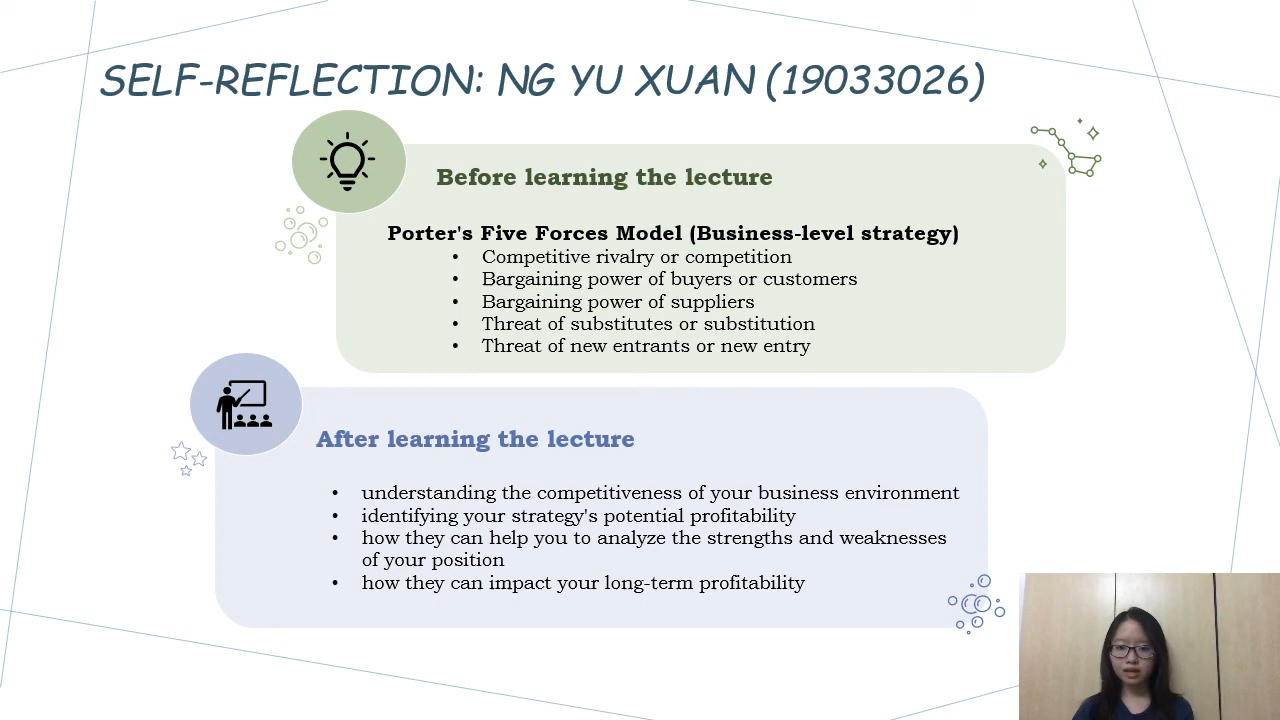 SELF-REFLECTION: NG YU XUAN (19033026)
Before learning the lecture
Porter's Five Forces Model (Business-level strategy)
• Competitive rivalry or competition
• Bargaining power of buyers or customers
• Bargaining power of suppliers
• Threat of substitutes or substitution
• Threat of new entrants or new entry
After learning the lecture
• understanding the competitiveness of your business environment
• identifying your strategy's potential profitability
• how they can help you to analyze the strengths and weaknesses
of your position
• how they can impact your long-term profitability